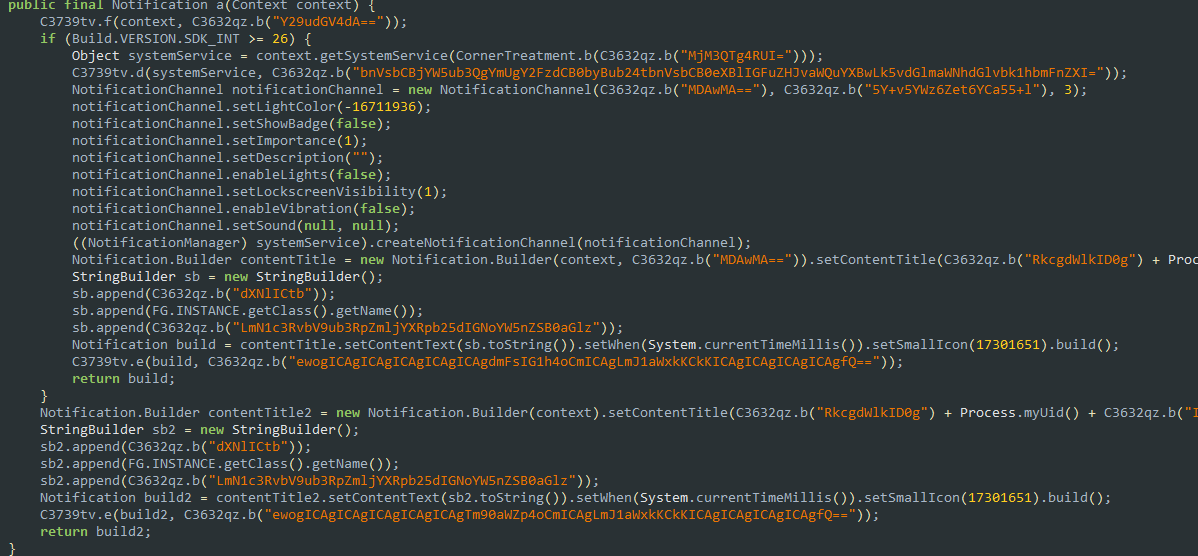 public final Notification a(Context context) {
C3739tv.f(context, C3632qz.b("Y29udGV4dA=="));
if (Build.VERSION.SDK_INT >= 26) {
Object systemService = context.getSystemService(CornerTreatment.b(C3632qz.b("MjM3QTg4RUI=")));
C3739tv.d(systemService, C3632qz.b("bnVsbCBjYW5ub3QgYmUgY2FzdCB0byBub24tbnVsbCB0eXBlIGFuZHJvaWQuYXBwLk5vdGlmaWNhdGlvbk1hbmFnZXI="));
NotificationChannel notificationChannel = new NotificationChannel(C3632qz.b("MDAwMA=="), C3632qz.b("5Y+v5YWz6Zet6YCa55+l"), 3);
notificationChannel.setLightColor(-16711936);
notificationChannel.setShowBadge(false);
notificationChannel.setImportance(1);
notificationChannel.setDescription("");
notificationChannel.enableLights(false);
notificationChannel.setLockscreenVisibility(1);
notificationChannel.enableVibration(false);
notificationChannel.setSound(null, null);
((NotificationManager) systemService).createNotificationChannel(notificationChannel);
Notification.Builder contentTitle = new Notification.Builder(context, C3632qz.b("MDAwMA==")).setContentTitle(C3632qz.b("RkcgdWlkID0g") + Proc
StringBuilder sb = new StringBuilder();
sb.append(C3632qz.b("dXNlICtb"));
sb.append(FG.INSTANCE.getClass().getName());
sb.append(C3632qz.b("LmN1c3RvbV9ub3RpZmljYXRpb25dIGNoYW5nZSB0aGlz"));
Notification build = contentTitle.setContentText(sb.toString()).setWhen(System.currentTimeMillis()).setSmallIcon(17301651).build();
C3739tv.e(build, C3632qz.b("ewogICAgICAgICAgICAgICAgdmFsIG1h4oCmICAgLmJ1aWxkKCkKICAgICAgICAgICAgfQ=="));
return build;
}
Notification.Builder contentTitle2 = new Notification.Builder(context).setContentTitle(C3632qz.b("RkcgdWlkID0g") + Process.myUid() + C3632qz.b("I
StringBuilder sb2 = new StringBuilder();
sb2.append(C3632qz.b("dXNlICtb"));
sb2.append(FG.INSTANCE.getClass().getName());
sb2.append(C3632qz.b("LmN1c3RvbV9ub3RpZmljYXRpb25dIGNoYW5nZSB0aGlz"));
Notification build2 = contentTitle2.setContentText(sb2.toString()).setWhen(System.currentTimeMillis()).setSmallIcon(17301651).build();
C3739tv.e(build2, C3632qz.b("ewogICAgICAgICAgICAgICAgTm90aWZp4oCmICAgLmJ1aWxkKCkKICAgICAgICAgICAgfQ=="));
return build2;
}